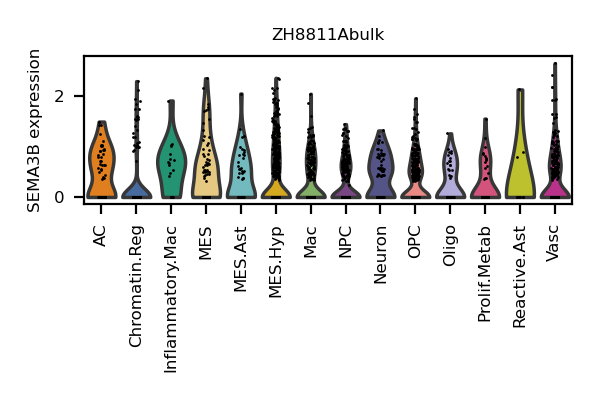 ZH8811Abulk
SEMA3B expression
2
0
AC
Chromatin.Reg
Inflammatory.Mac
MES
MES.Ast
MES.Hyp
Mac
NPC
Neuron
OPC
Oligo
Prolif.Metab
Reactive.Ast
Vasc